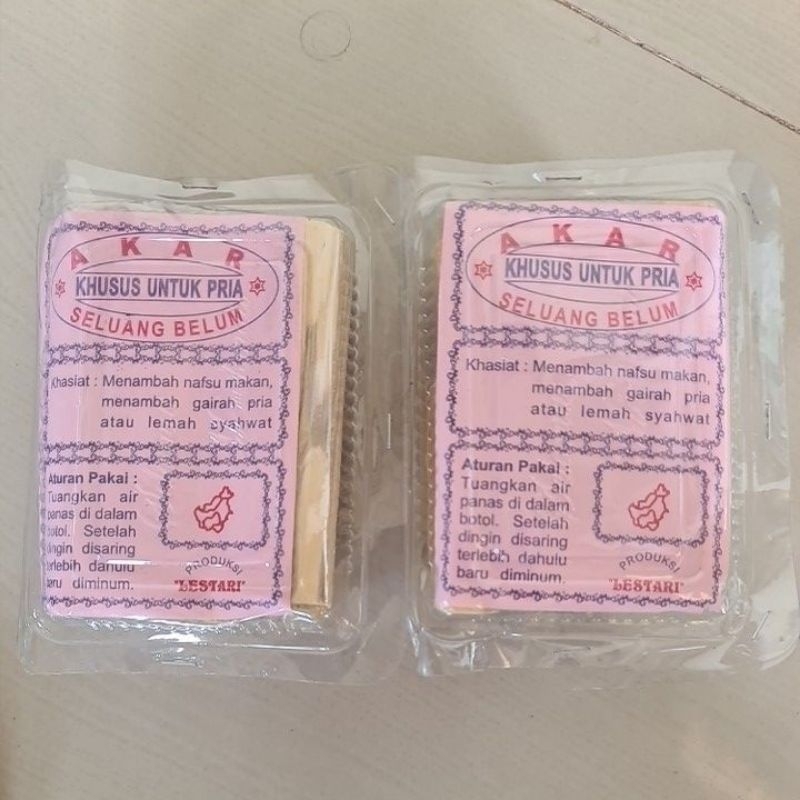 AKAR
KHUSUS UNTUK PRIA
SELUANG BELUM
Khasiat : Menambah nafsu makan,
menambah gairah pria
atau lemah syahwat
Aturan Pakai :
Tuangkan air
panas di dalam
botol. Setelah
dingin disaring
terlebih dahulu
baru diminum.
PRODUKSI
"LESTARI"
AKAR
KHUSUS UNTUK PRIA
SELUANG BELUM
Khasiat : Menambah nafsu makan,
menambah gairah pria
atau lemah syahwat
Aturan Pakai :
Tuangkan air
panas di dalam
botol. Setelah
dingin disaring
terlebih dahulu
baru diminum.
PRODUKSI
"LESTARI"